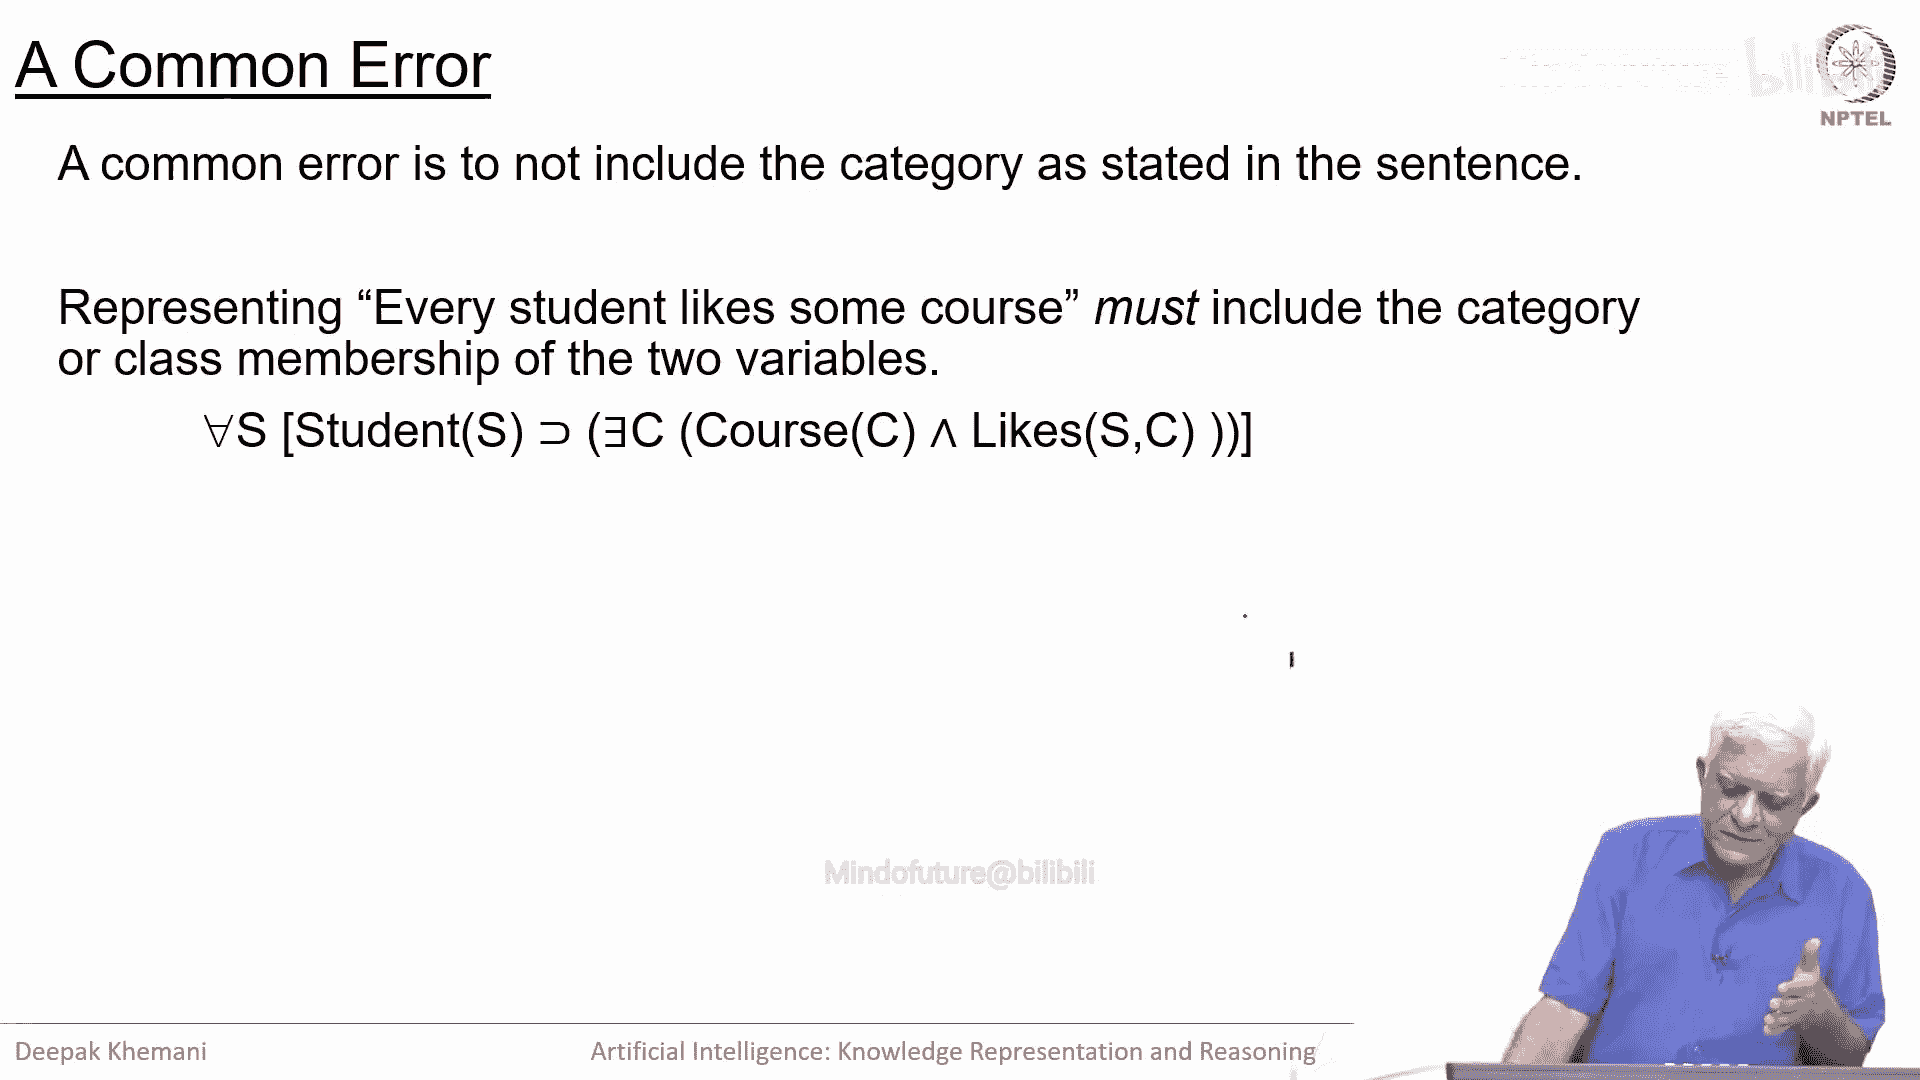 A Common Error
bilibili
NPTEL
A common error is to not include the category as stated in the sentence.
Representing “Every student likes some course” must include the category
or class membership of the two variables.
∀S [Student(S) ⊃ (∃C (Course(C) ∧ Likes(S,C) ))]
Mindofuture@bilibili
Deepak Khemani
Artificial Intelligence: Knowledge Representation and Reasoning